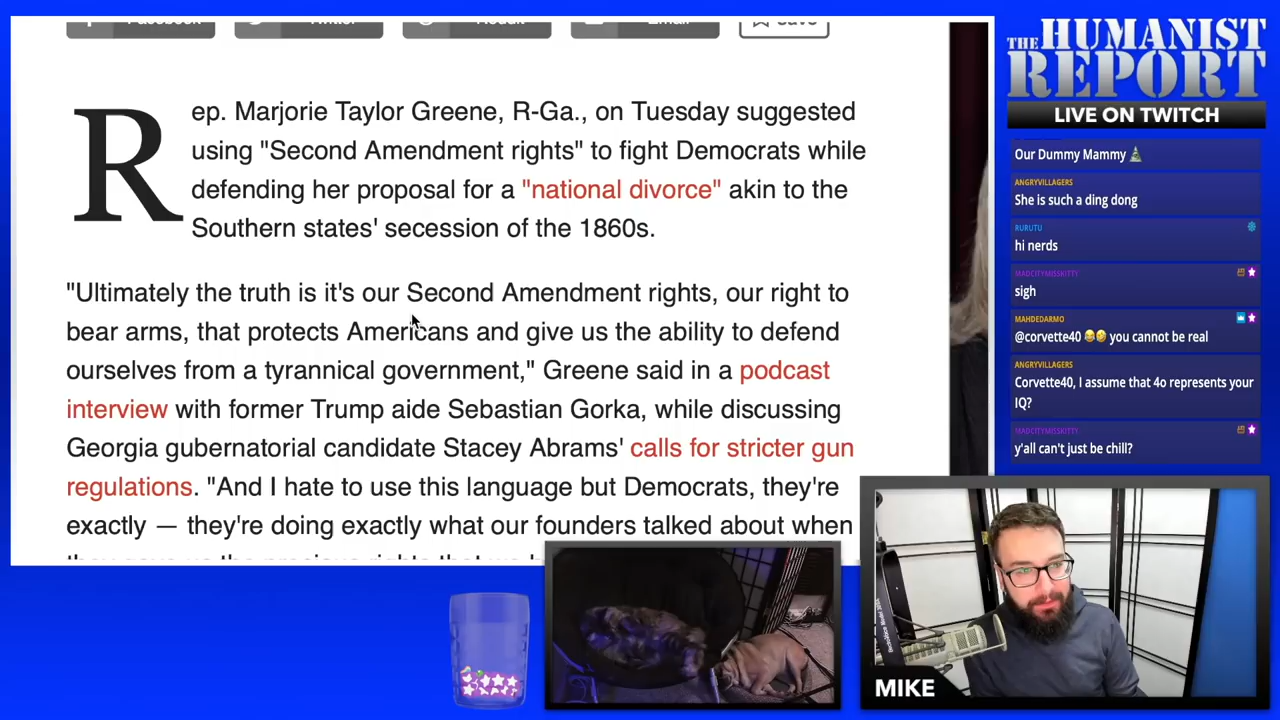 Facebook
Twitter
Reddit
Email
Save
Rep. Marjorie Taylor Greene, R-Ga., on Tuesday suggested
using "Second Amendment rights" to fight Democrats while
defending her proposal for a "national divorce" akin to the
Southern states' secession of the 1860s.
"Ultimately the truth is it's our Second Amendment rights, our right to
bear arms, that protects Americans and give us the ability to defend
ourselves from a tyrannical government," Greene said in a podcast
interview with former Trump aide Sebastian Gorka, while discussing
Georgia gubernatorial candidate Stacey Abrams' calls for stricter gun
regulations. "And I hate to use this language but Democrats, they're
exactly — they're doing exactly what our founders talked about when
THE HUMANIST
REPORT
LIVE ON TWITCH
Our Dummy Mammy
ANGRYVILLAGERS
She is such a ding dong
RURUTU
hi nerds
MADCITYMISSKITTY
sigh
MAHDEDARMO
@corvette40 😂🤣 you cannot be real
ANGRYVILLAGERS
Corvette40, I assume that 4o represents your
IQ?
MADCITYMISSKITTY
y'all can't just be chill?
MIKE